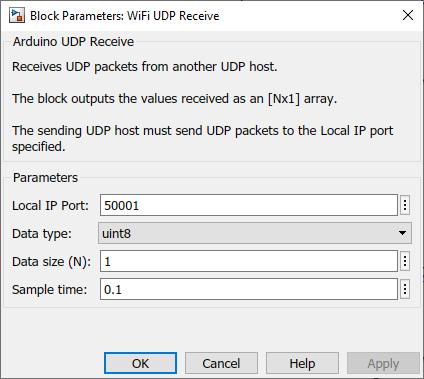 Block Parameters: WiFi UDP Receive
Arduino UDP Receive
Receives UDP packets from another UDP host.
The block outputs the values received as an [Nx1] array.
The sending UDP host must send UDP packets to the Local IP port
specified.
Parameters
Local IP Port: 50001
Data type: uint8
Data size (N): 1
Sample time: 0.1
OK Cancel Help Apply